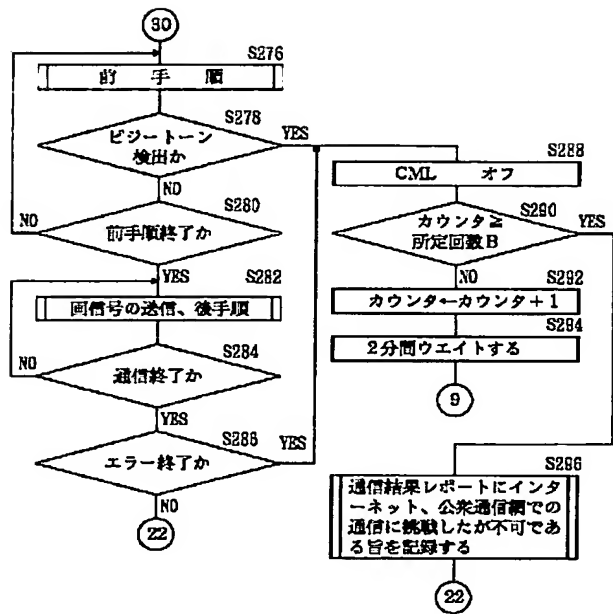 30
S276
前 手 順
S278
ビジートーン
検出か
YES
NO
S280
前手順終了か
NO
YES
S282
画信号の送信、後手順
S284
通信終了か
NO
YES
S286
エラー終了か
YES
NO
22
S288
CML オフ
S290
カウンタ≧
所定回数B
YES
NO
S292
カウンタ←カウンタ+1
S294
2分間ウエイトする
9
S296
通信結果レポートにインタ
ーネット、公衆通信網での
通信に挑戦したが不可であ
る旨を記録する
22